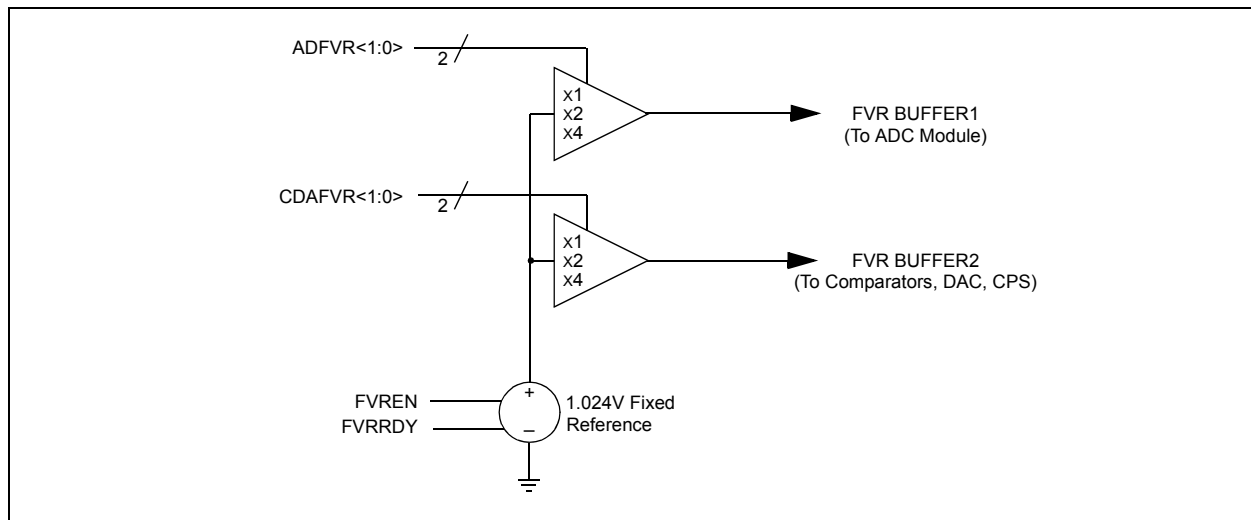 ADFVR<1:0>
2
X1
X2
X4
FVR BUFFER1
(To ADC Module)
CDAFVR<1:0>
2
X1
X2
X4
FVR BUFFER2
(To Comparators, DAC, CPS)
FVREN
FVRRDY
+
–
1.024V Fixed
Reference